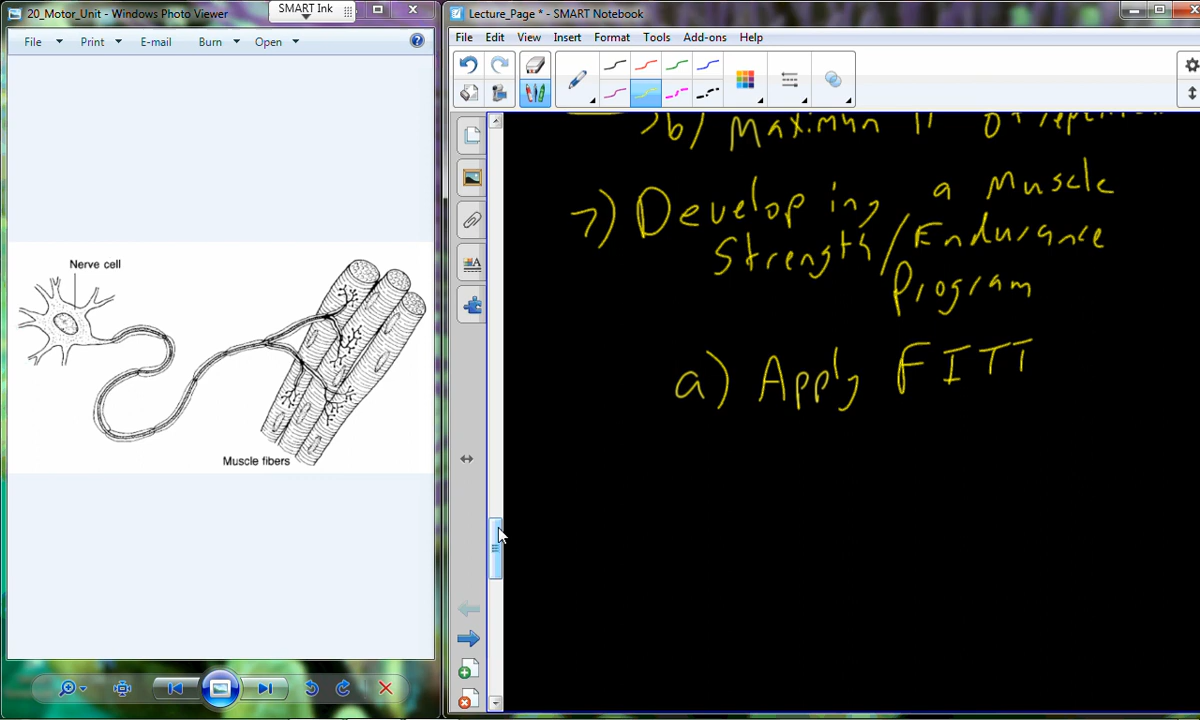 20_Motor_Unit - Windows Photo Viewer
SMART Ink
File Print E-mail Burn Open
Nerve cell
Muscle fibers
Lecture_Page * - SMART Notebook
File Edit View Insert Format Tools Add-ons Help
b) Maximum # of
7) Developing a Muscle
Strength/Endurance
Program
a) Apply FITT